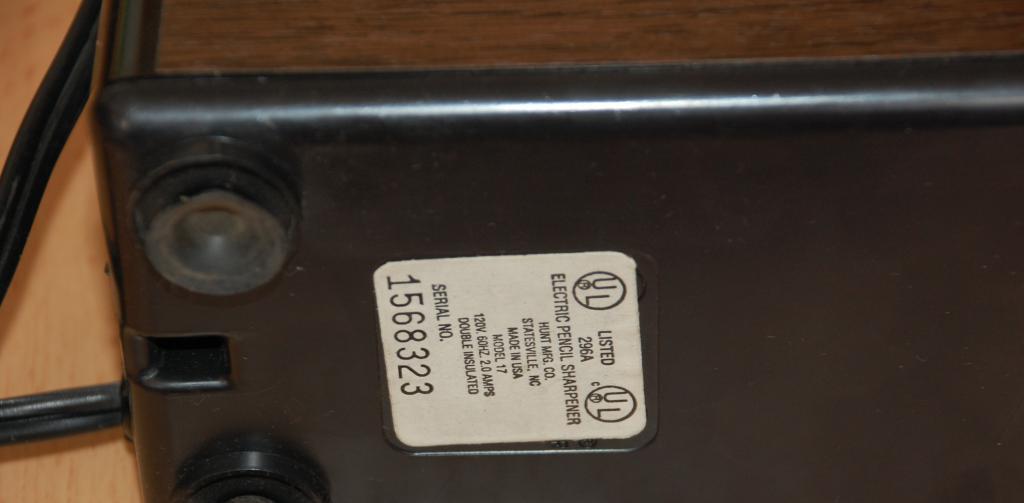 UL LISTED c UL
296A
ELECTRIC PENCIL SHARPENER
HUNT MFG. CO.
STATESVILLE, NC
MADE IN USA
MODEL 17
120V. 60HZ. 2.0 AMPS
DOUBLE INSULATED
SERIAL NO.
1568323